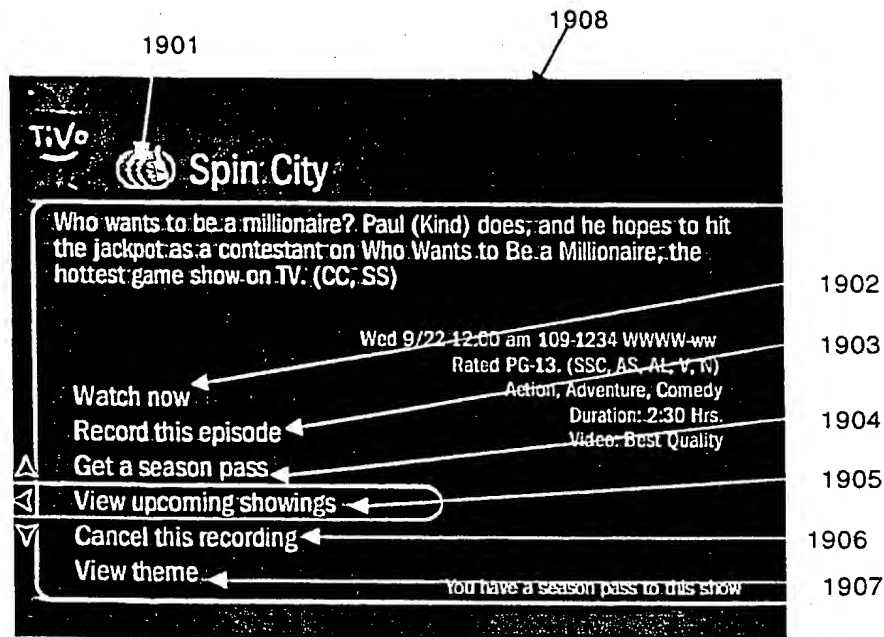 1908
1901
TiVo
Spin City
Who wants to be a millionaire? Paul (Kind) does, and he hopes to hit
the jackpot as a contestant on Who Wants to Be a Millionaire, the
hottest game show on TV. (CC, SS)
1902
Wed 9/22 12:00 am 109-1234 WWWW-ww
1903
Rated PG-13. (SSC, AS, AL, V, N)
Watch now
Action, Adventure, Comedy
Duration: 2:30 Hrs.
1904
Record this episode
Video: Best Quality
Get a season pass
1905
View upcoming showings
Cancel this recording
1906
View theme
You have a season pass to this show
1907